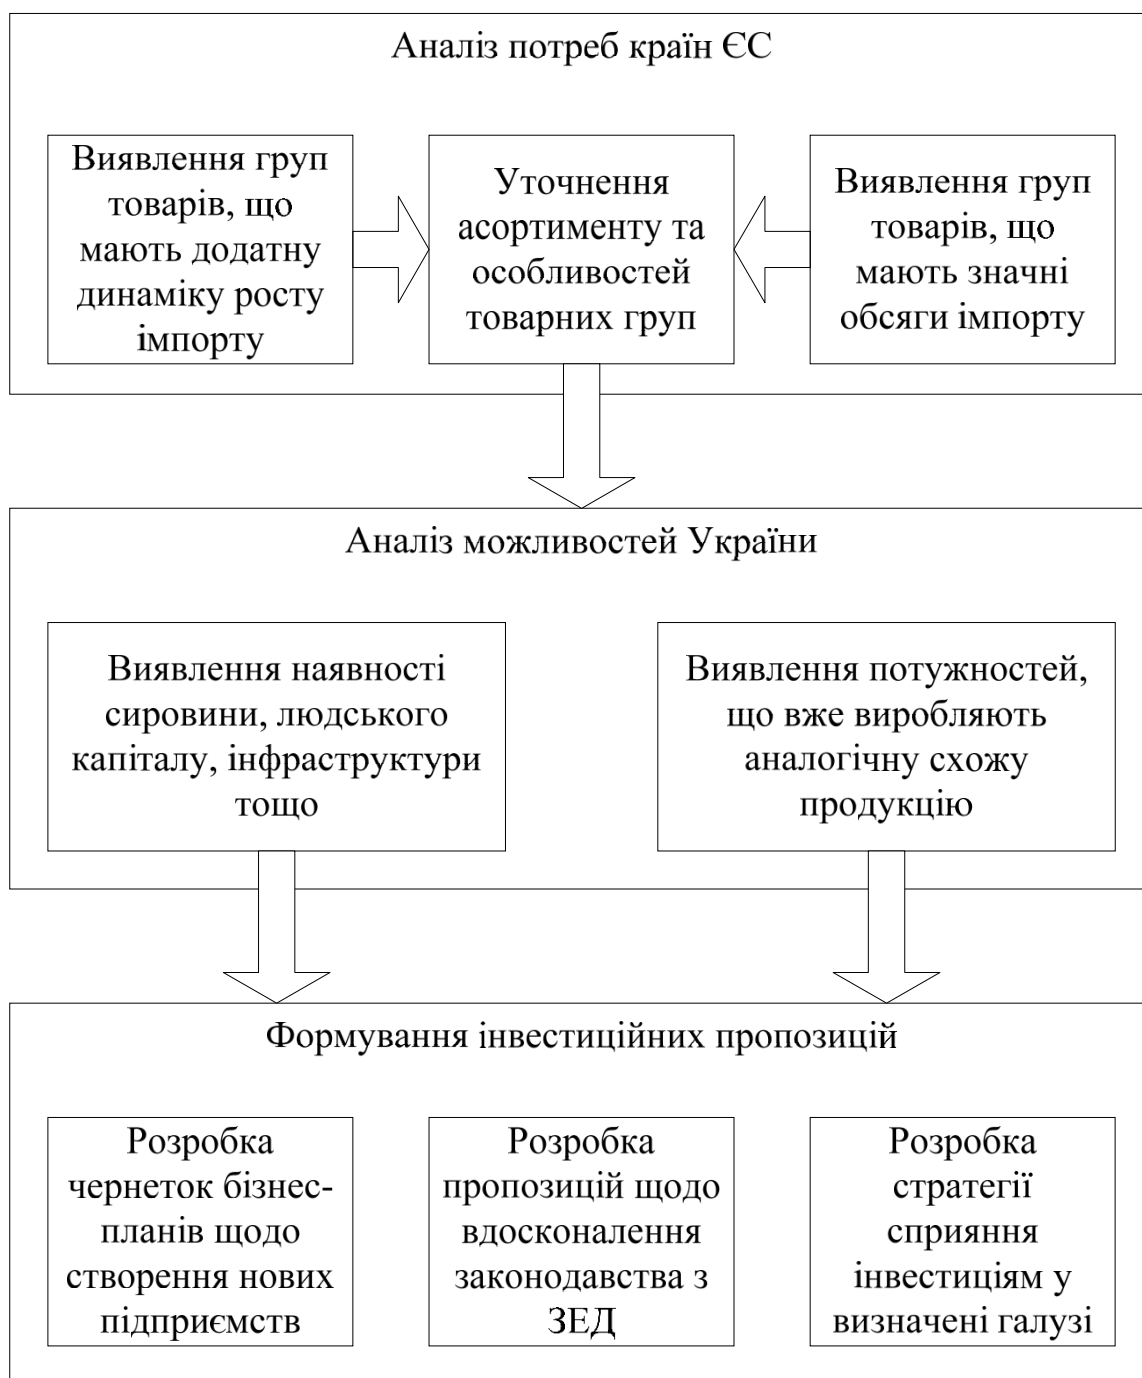 Аналіз потреб країн ЄС
Виявлення груп
товарів, що
мають додатну
динаміку росту
імпорту
Уточнення
асортименту та
особливостей
товарних груп
Виявлення груп
товарів, що
мають значні
обсяги імпорту
Аналіз можливостей України
Виявлення наявності
сировини, людського
капіталу, інфраструктури
тощо
Виявлення потужностей,
що вже виробляють
аналогічну схожу
продукцію
Формування інвестиційних пропозицій
Розробка
чернеток бізнес-
планів щодо
створення нових
підприємств
Розробка
пропозицій щодо
вдосконалення
законодавства з
ЗЕД
Розробка
стратегії
сприяння
інвестиціям у
визначені галузі